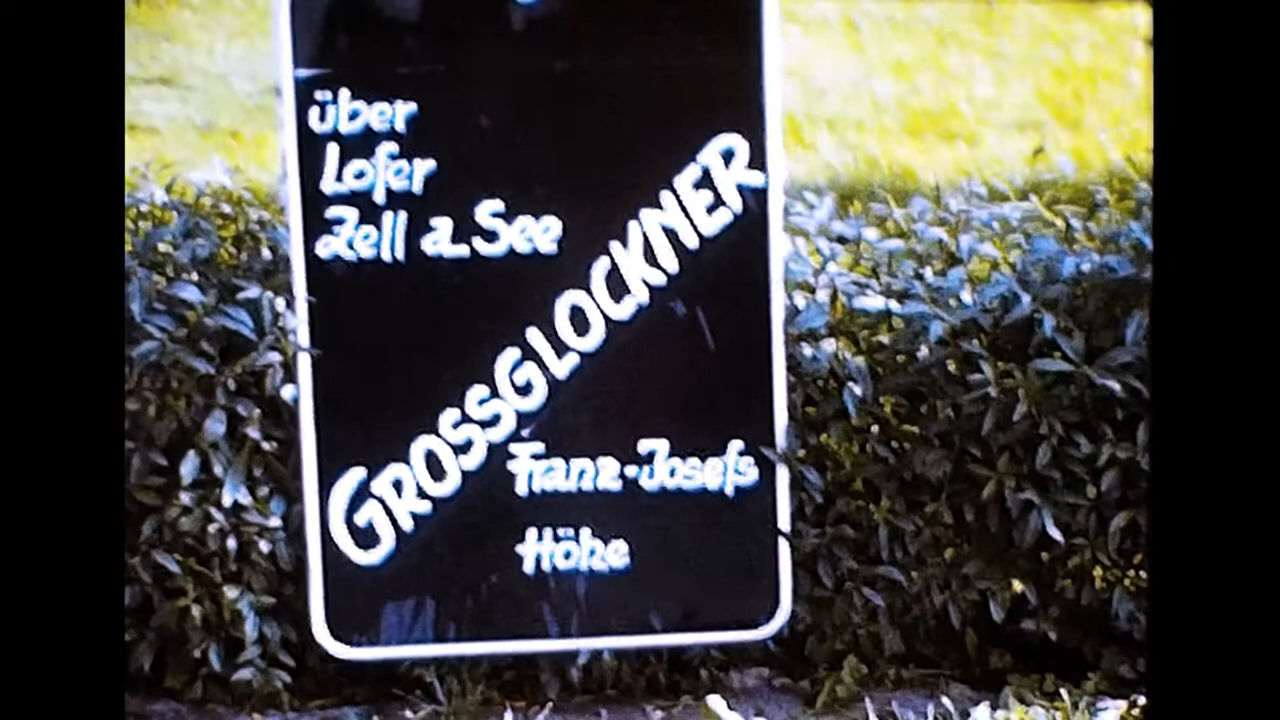 über
Lofer
Zell a. See
GROSSGLOCKNER
Franz-Josefs
Höhe